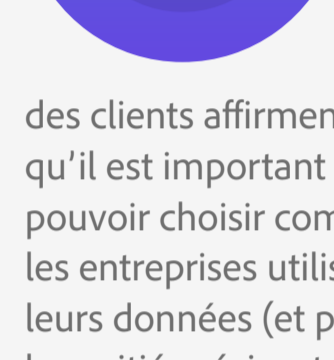 des clients affirmen
qu’il est important
pouvoir choisir com
les entreprises utilis
leurs données (et p